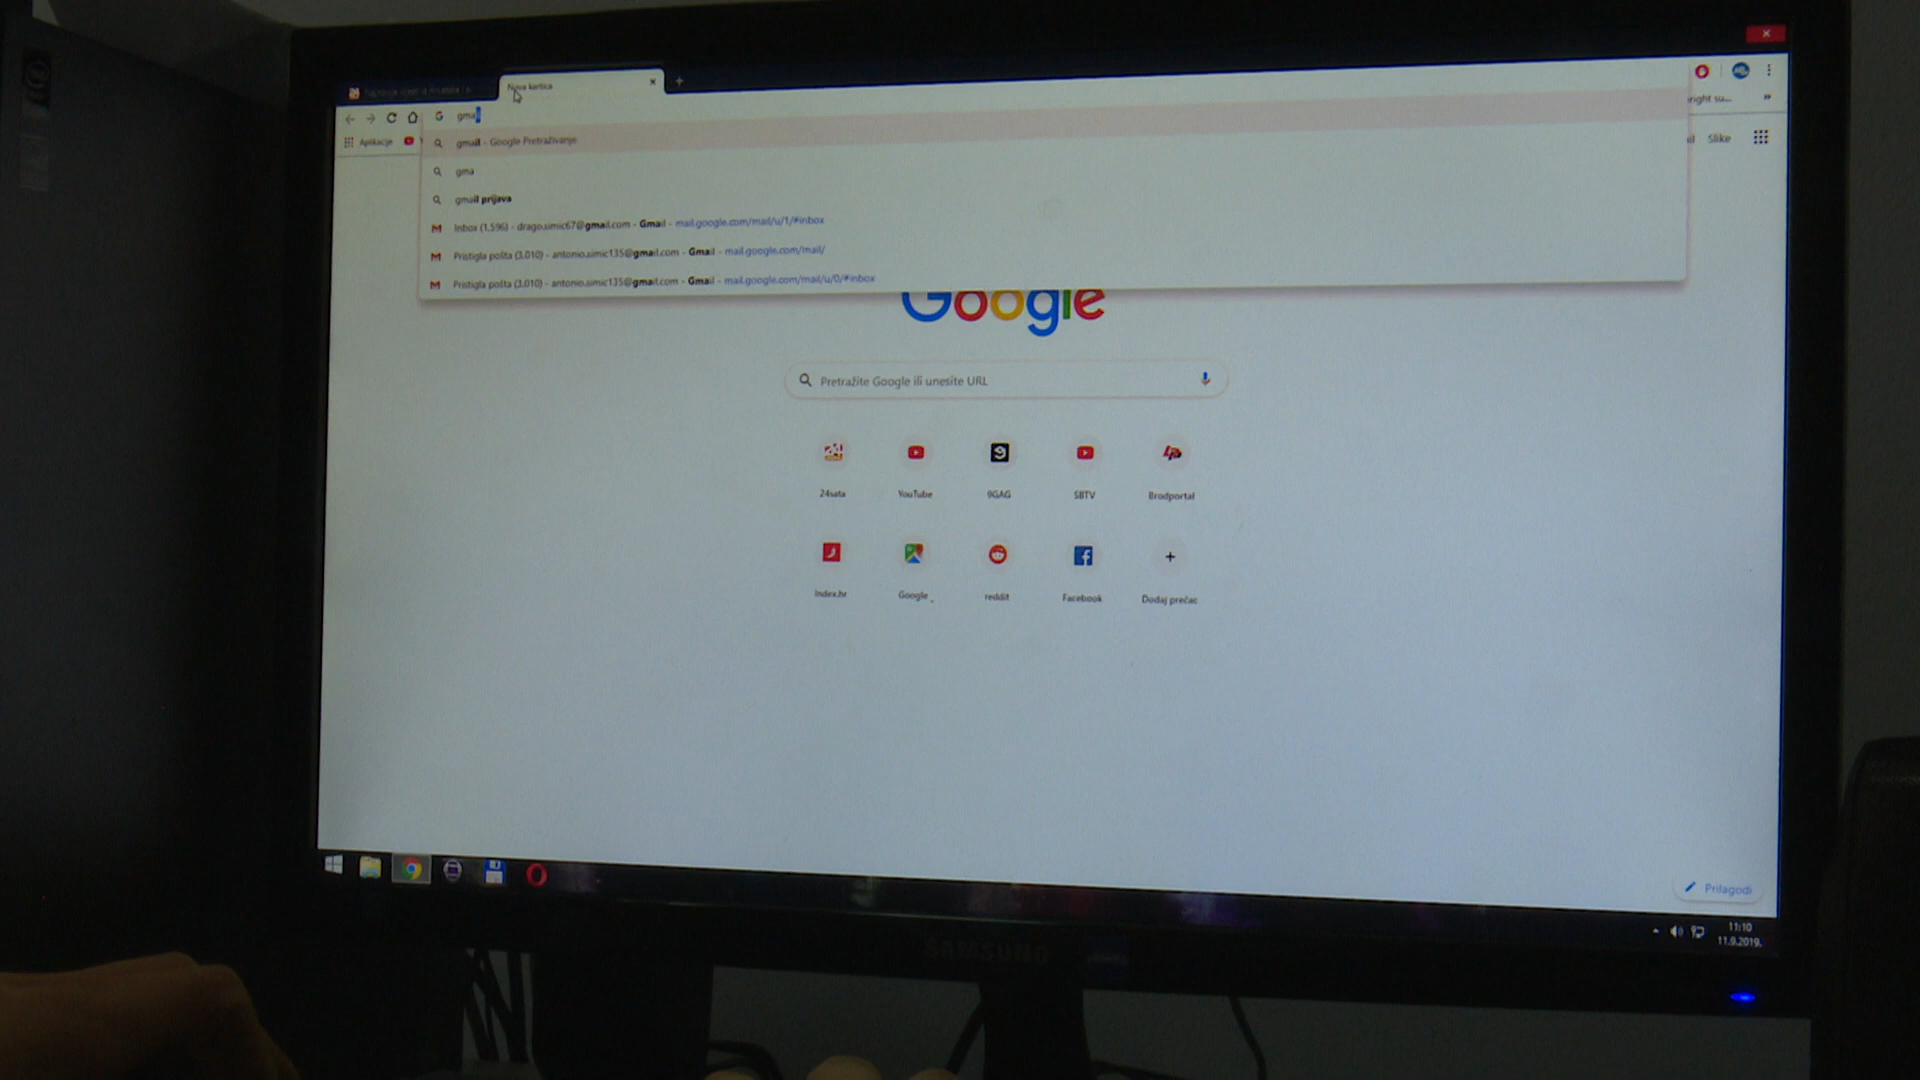 Nova kartica
gma
Aplikacije
gmail - Google Pretraživanje
gma
gmail prijava
Inbox (1.596) - drago.simic67@gmail.com - Gmail - mail.google.com/mail/u/1/#inbox
Pristigla pošta (3.010) - antonio.simic135@gmail.com - Gmail - mail.google.com/mail/
Pristigla pošta (3.010) - antonio.simic135@gmail.com - Gmail - mail.google.com/mail/u/0/#inbox
Slike
Google
Pretražite Google ili unesite URL
24sata YouTube 9GAG SBTV Brodportal
Index.hr Google reddit Facebook Dodaj prečac
Prilagodi
11:10
11.9.2019.
SAMSUNG